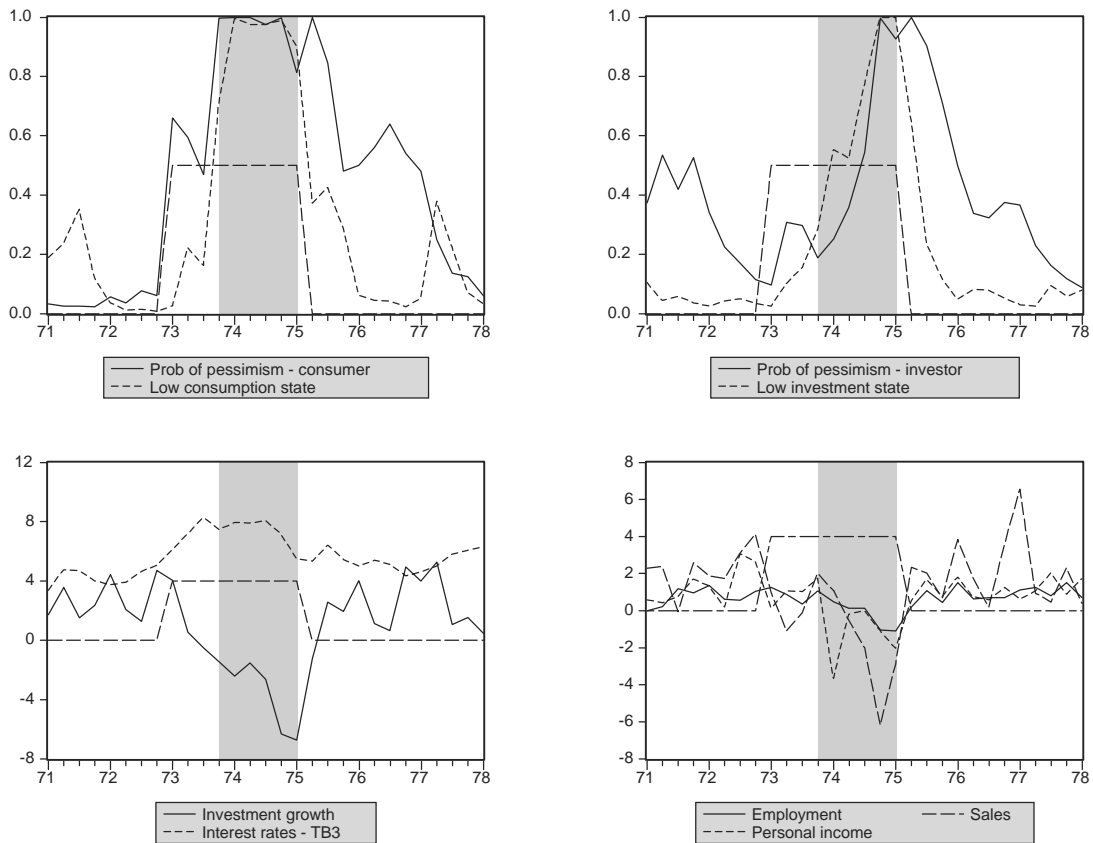 1.0
0.8
0.6
0.4
0.2
0.0
71 72 73 74 75 76 77 78
Prob of pessimism - consumer
Low consumption state
1.0
0.8
0.6
0.4
0.2
0.0
71 72 73 74 75 76 77 78
Prob of pessimism - investor
Low investment state
12
8
4
0
-4
-8
71 72 73 74 75 76 77 78
Investment growth
Interest rates - TB3
8
6
4
2
0
-2
-4
-6
-8
71 72 73 74 75 76 77 78
Employment Sales
Personal income